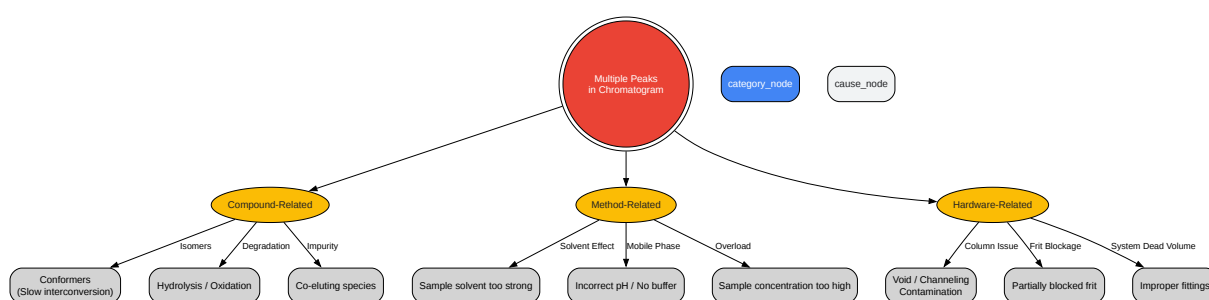 Multiple Peaks
in Chromatogram
category_node
cause_node
Compound-Related
Method-Related
Hardware-Related
Isomers
Degradation
Impurity
Solvent Effect
Mobile Phase
Overload
Column Issue
Frit Blockage
System Dead Volume
Conformers
(Slow interconversion)
Hydrolysis / Oxidation
Co-eluting species
Sample solvent too strong
Incorrect pH / No buffer
Sample concentration too high
Void / Channeling
Contamination
Partially blocked frit
Improper fittings